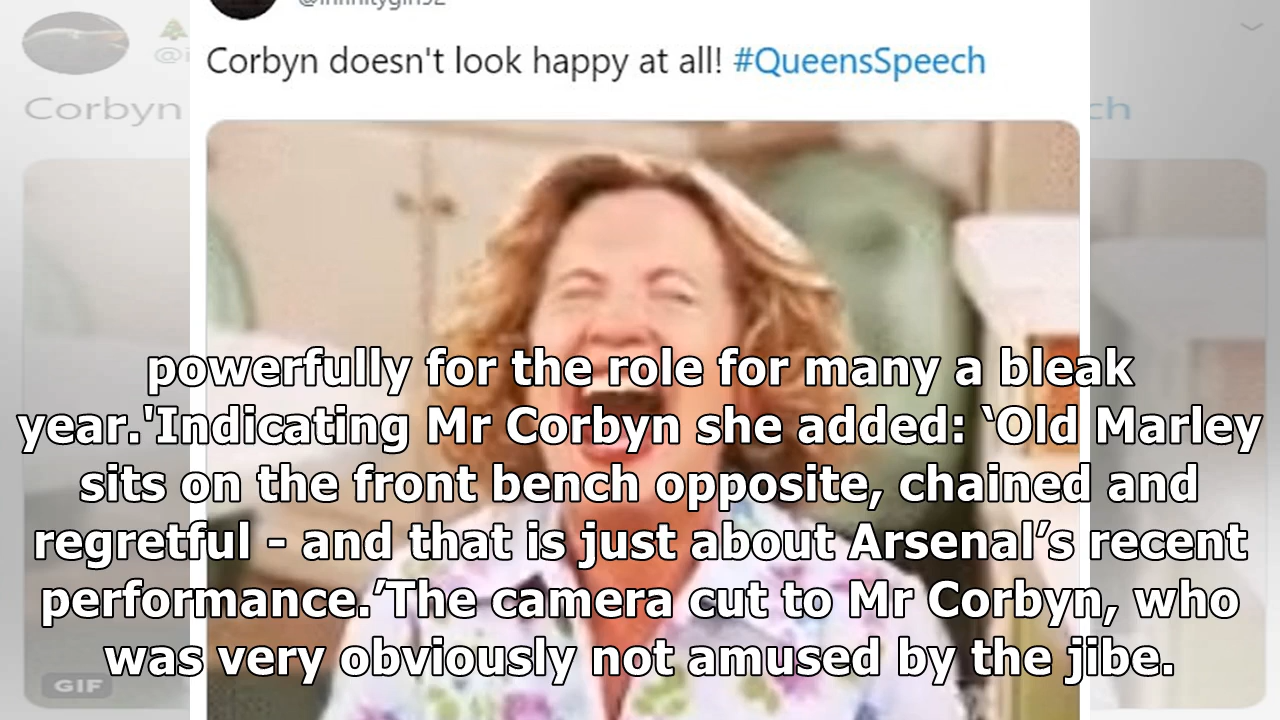 Corbyn doesn't look happy at all! #QueensSpeech
Corbyn
ch
powerfully for the role for many a bleak
year.'Indicating Mr Corbyn she added: ‘Old Marley
sits on the front bench opposite, chained and
regretful - and that is just about Arsenal’s recent
performance.’The camera cut to Mr Corbyn, who
was very obviously not amused by the jibe.
GIF